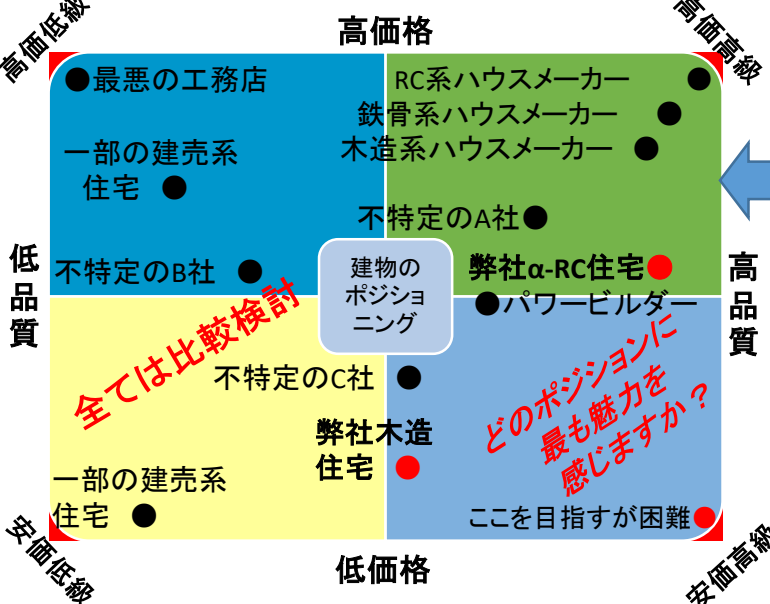 高価低級
高価格
高価高級
最悪の工務店
RC系ハウスメーカー
鉄骨系ハウスメーカー
一部の建売系
住宅
木造系ハウスメーカー
不特定のA社
低品質
不特定のB社
建物の
ポジショ
ニング
弊社α-RC住宅
高品質
パワービルダー
全ては比較検討
不特定のC社
どのポジションに
最も魅力を
感じますか？
弊社木造
住宅
一部の建売系
住宅
ここを目指すが困難
安価低級
低価格
安価高級